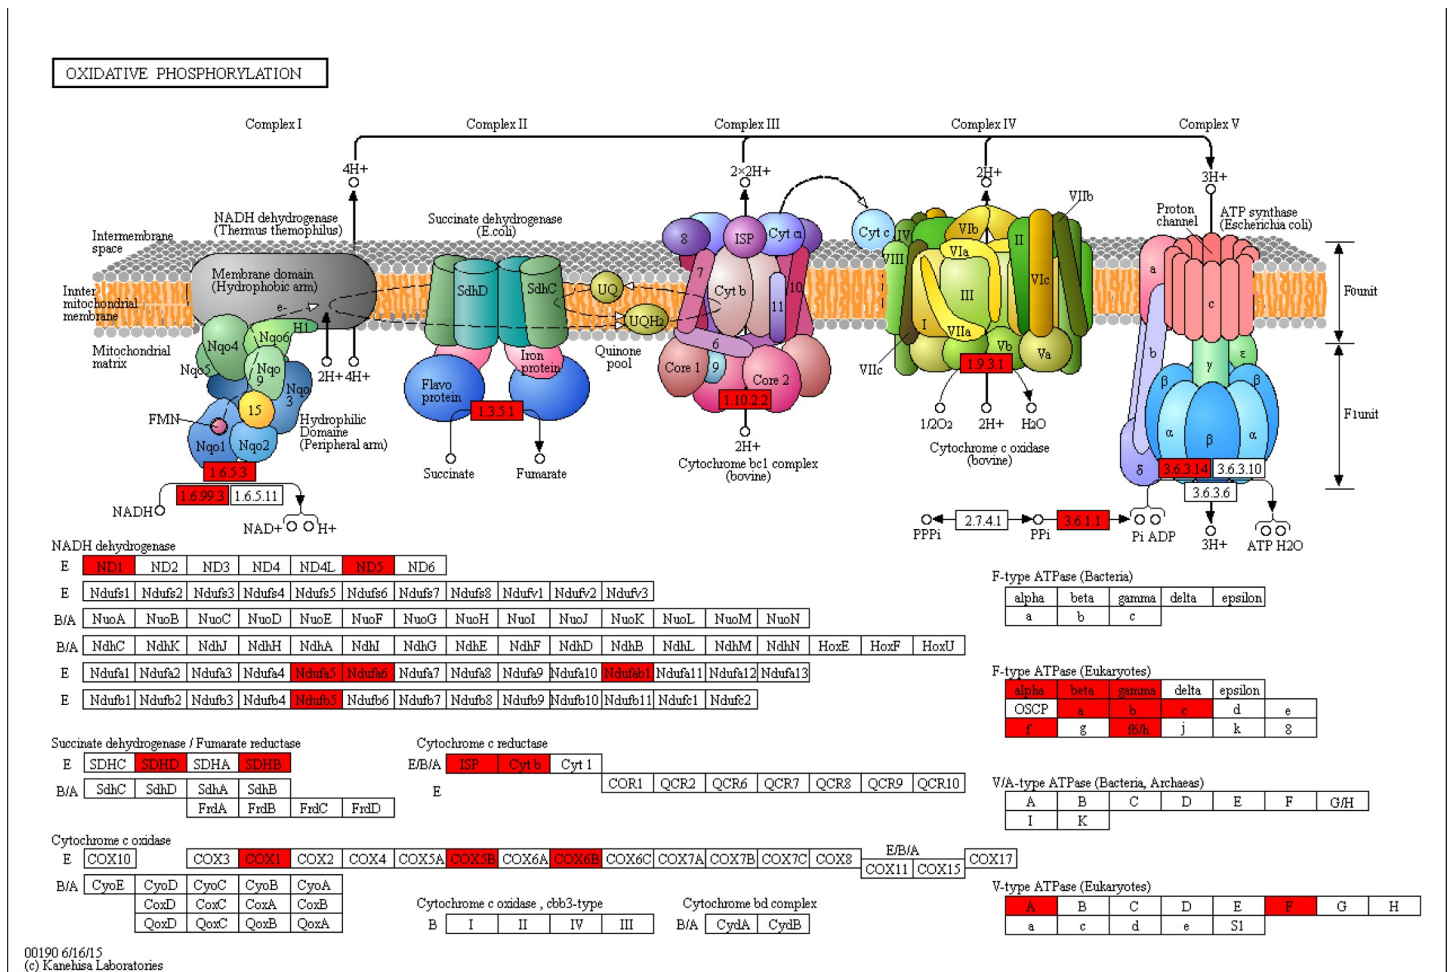 OXIDATIVE PHOSPHORYLATION
Complex I
Complex II
Complex III
Complex IV
Complex V
4H+
2×2H+
2H+
3H+
NADH dehydrogenase
(Thermus themophilus)
Succinate dehydrogenase
(E.coli)
Proton
channel
ATP synthase
(Escherichia coli)
Intermembrane
space
Innter
mitochondrial
membrane
Mitochondrial
matrix
Membrane domain
(Hydrophobic arm)
e-
H1
Nqo4
Nqo6
Nqo5
Nqo
9
Nqo
3
15
FMN
Nqo1
Nqo2
2H+
4H+
Hydrophilic
Domaine
(Peripheral arm)
1.6.5.3
1.6.99.3
1.6.5.11
NADH
NAD+
H+
SdhD
SdhC
Flavo
protein
Iron
protein
1.3.5.1
Succinate
Fumarate
UQ
UQH2
Quinone
pool
8
ISP
Cyt a
7
Cyt b
10
11
6
Core 1
9
Core 2
1.10.2.2
2H+
Cytochrome bc1 complex
(bovine)
Cyt c
IV
VIb
VIIb
II
VIII
VIa
VIc
III
I
VIIa
VIIc
Vb
Va
1.9.3.1
1/2O2
2H+
H2O
Cytochrome c oxidase
(bovine)
a
c
b
γ
ε
β
β
α
β
α
δ
F0unit
F1unit
3.6.3.14
3.6.3.10
3.6.3.6
PPPi
2.7.4.1
PPi
3.6.1.1
Pi ADP
3H+
ATP H2O
NADH dehydrogenase
E ND1 ND2 ND3 ND4 ND4L ND5 ND6
E Ndufs1 Ndufs2 Ndufs3 Ndufs4 Ndufs5 Ndufs6 Ndufs7 Ndufs8 Ndufv1 Ndufv2 Ndufv3
B/A NuoA NuoB NuoC NuoD NuoE NuoF NuoG NuoH NuoI NuoJ NuoK NuoL NuoM NuoN
B/A NdhC NdhK NdhJ NdhH NdhA NdhI NdhG NdhE NdhF NdhD NdhB NdhL NdhM NdhN HoxE HoxF HoxU
E Ndufa1 Ndufa2 Ndufa3 Ndufa4 Ndufa5 Ndufa6 Ndufa7 Ndufa8 Ndufa9 Ndufa10 Ndufab1 Ndufa11 Ndufa12 Ndufa13
E Ndufb1 Ndufb2 Ndufb3 Ndufb4 Ndufb5 Ndufb6 Ndufb7 Ndufb8 Ndufb9 Ndufb10 Ndufb11 Ndufc1 Ndufc2
Succinate dehydrogenase / Fumarate reductase
E SDHC SDHD SDHA SDHB
B/A SdhC SdhD SdhA SdhB
FrdA FrdB FrdC FrdD
Cytochrome c reductase
E/B/A ISP Cyt b Cyt 1
E COR1 QCR2 QCR6 QCR7 QCR8 QCR9 QCR10
Cytochrome c oxidase
E COX10 COX3 COX1 COX2 COX4 COX5A COX5B COX6A COX6B COX6C COX7A COX7B COX7C COX8
E/B/A
COX11 COX15
COX17
B/A CyoE CyoD CyoC CyoB CyoA
CoxD CoxC CoxA CoxB
QoxD QoxC QoxB QoxA
Cytochrome c oxidase , cbb3-type
B I II IV III
Cytochrome bd complex
B/A CydA CydB
F-type ATPase (Bacteria)
alpha beta gamma delta epsilon
a b c
F-type ATPase (Eukaryotes)
alpha beta gamma delta epsilon
OSCP a b c d e
f g f6/h j k 8
V/A-type ATPase (Bacteria, Archaeas)
A B C D E F G/H
I K
V-type ATPase (Eukaryotes)
A B C D E F G H
a c d e S1
00190 6/16/15
(c) Kanehisa Laboratories